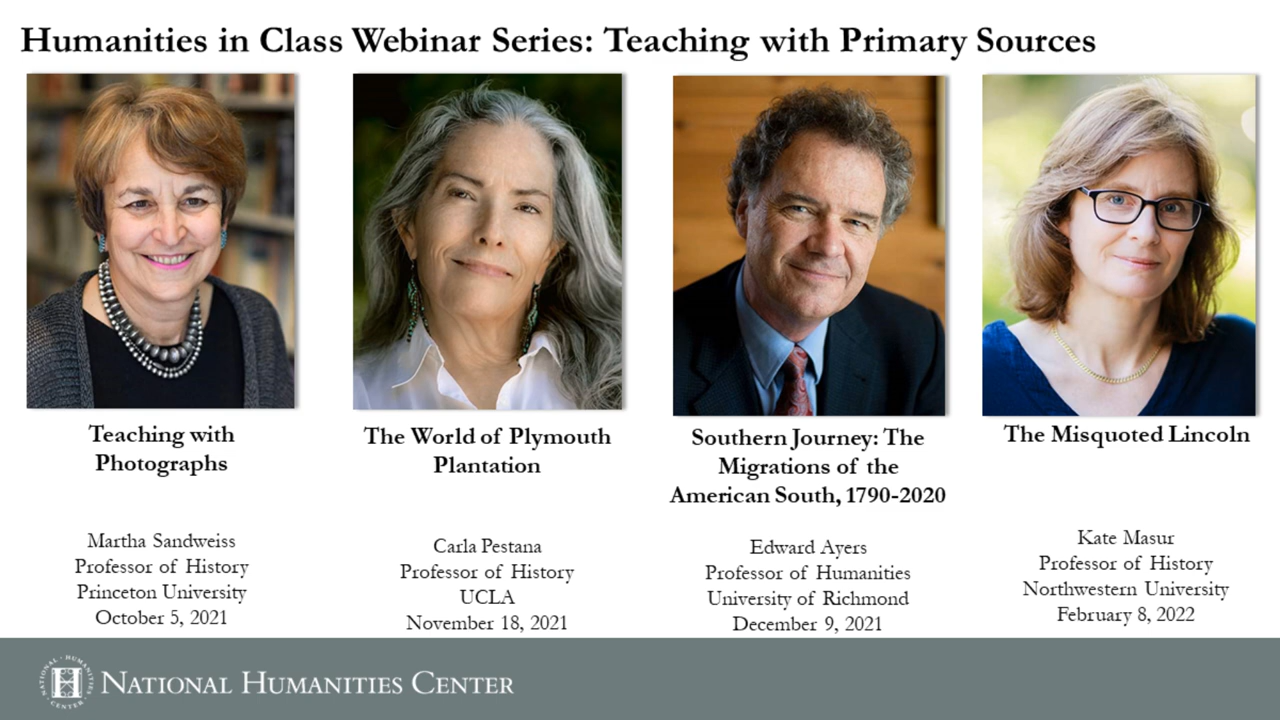 Humanities in Class Webinar Series: Teaching with Primary Sources
Teaching with
Photographs
Martha Sandweiss
Professor of History
Princeton University
October 5, 2021
The World of Plymouth
Plantation
Carla Pestana
Professor of History
UCLA
November 18, 2021
Southern Journey: The
Migrations of the
American South, 1790-2020
Edward Ayers
Professor of Humanities
University of Richmond
December 9, 2021
The Misquoted Lincoln
Kate Masur
Professor of History
Northwestern University
February 8, 2022
NATIONAL · HUMANITIES · CENTER ·
H
NATIONAL HUMANITIES CENTER